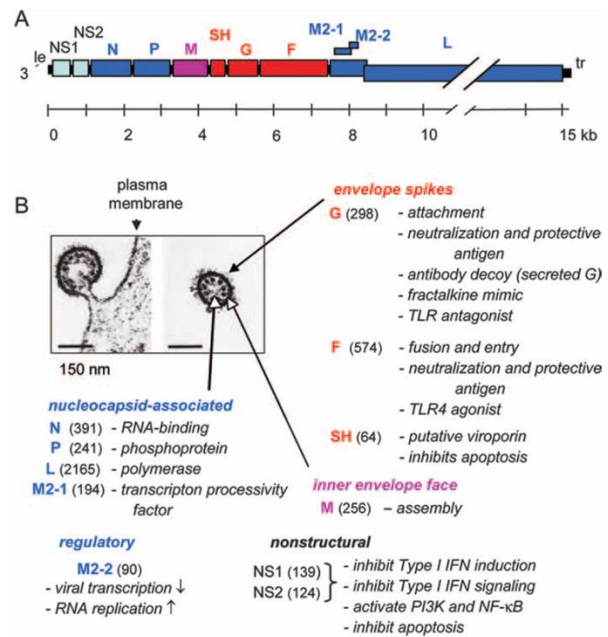 A
le
NS1
NS2
N
P
M
SH
G
F
M2-1
M2-2
L
tr
3
0
2
4
6
8
10
15 kb
B
plasma
membrane
150 nm
envelope spikes
G (298) - attachment
- neutralization and protective
antigen
- antibody decoy (secreted G)
- fractalkine mimic
- TLR antagonist
F (574) - fusion and entry
- neutralization and protective
antigen
- TLR4 agonist
SH (64) - putative viroporin
- inhibits apoptosis
nucleocapsid-associated
N (391) - RNA-binding
P (241) - phosphoprotein
L (2165) - polymerase
M2-1 (194) - transcripton processivity
factor
inner envelope face
M (256) – assembly
regulatory
M2-2 (90)
- viral transcription ↓
- RNA replication ↑
nonstructural
NS1 (139)
NS2 (124)
- inhibit Type I IFN induction
- inhibit Type I IFN signaling
- activate PI3K and NF-κB
- inhibit apoptosis